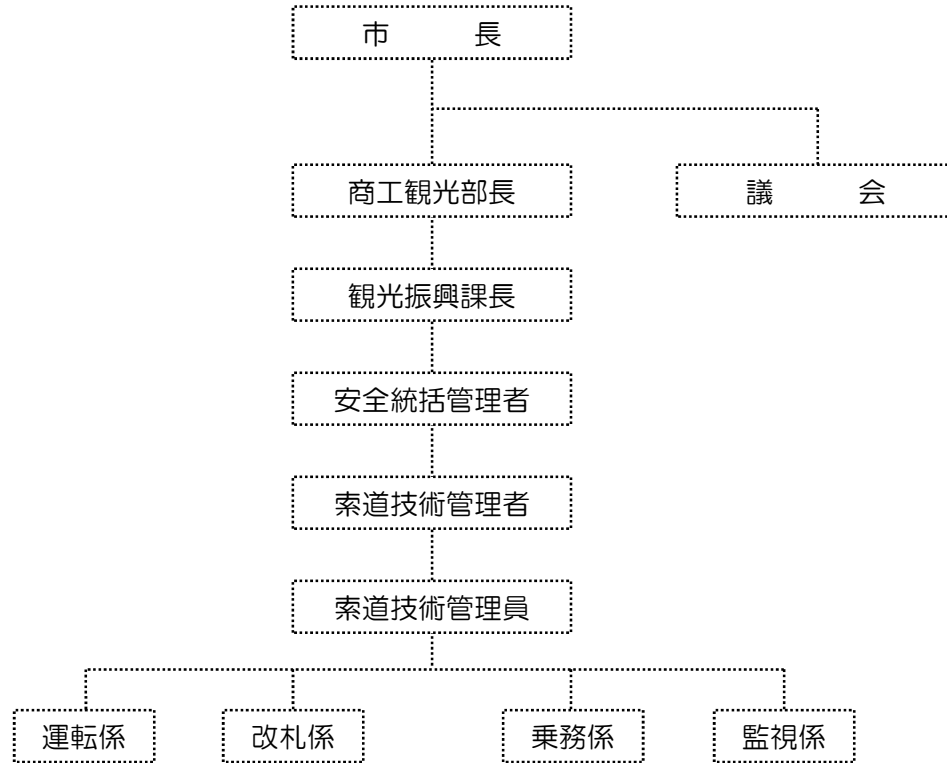 市　　　長
商工観光部長
議　　　会
観光振興課長
安全統括管理者
索道技術管理者
索道技術管理員
運転係
改札係
乗務係
監視係